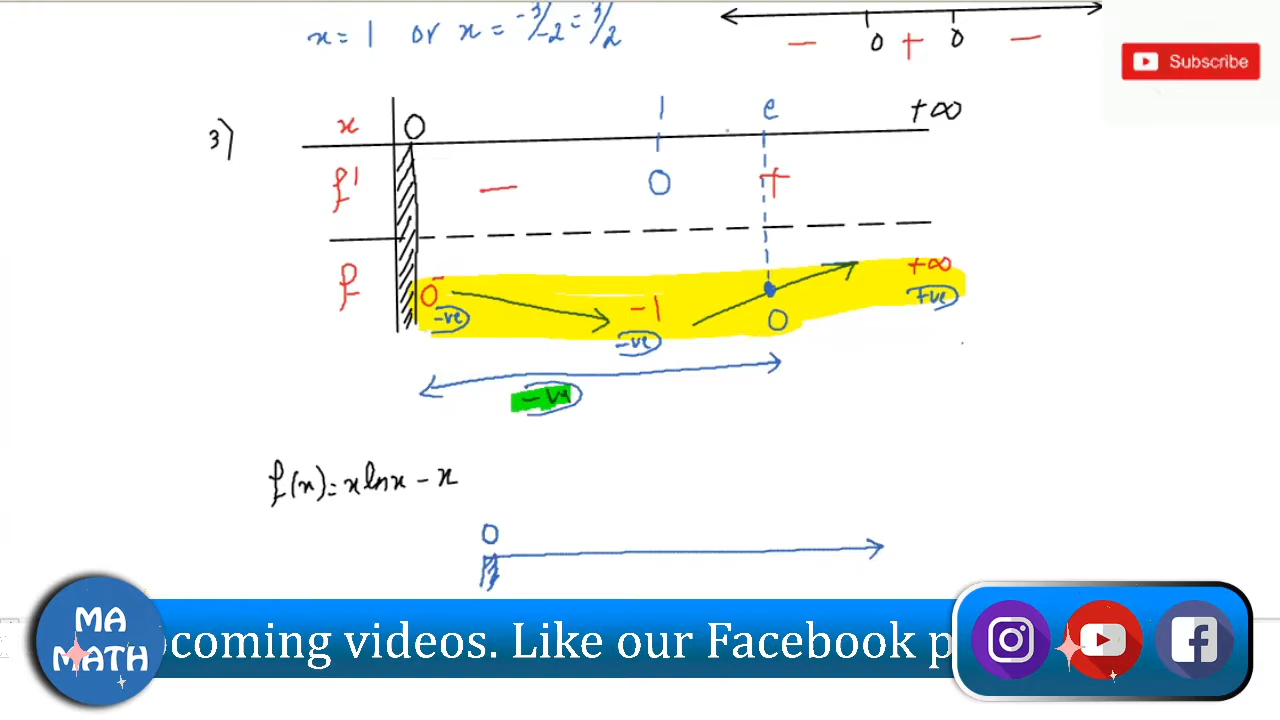 x = 1 or x = -3/-2 = 3/2
- 0 + 0 -
Subscribe
3)
x 0 1 e +∞
f' - 0 +
f 0⁻ -1 0 +∞
-ve -ve +ve
-ve
f(x) = x ln x - x
0
MA MATH
coming videos. Like our Facebook p